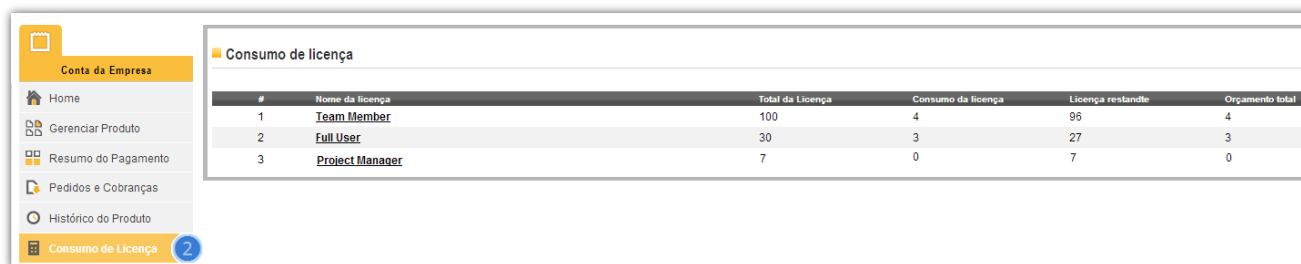 Conta da Empresa
Home
Gerenciar Produto
Resumo do Pagamento
Pedidos e Cobranças
Histórico do Produto
Consumo de Licença 2
Consumo de licença
# Nome da licença Total da Licença Consumo da licença Licença restandte Orçamento total
1 Team Member 100 4 96 4
2 Full User 30 3 27 3
3 Project Manager 7 0 7 0